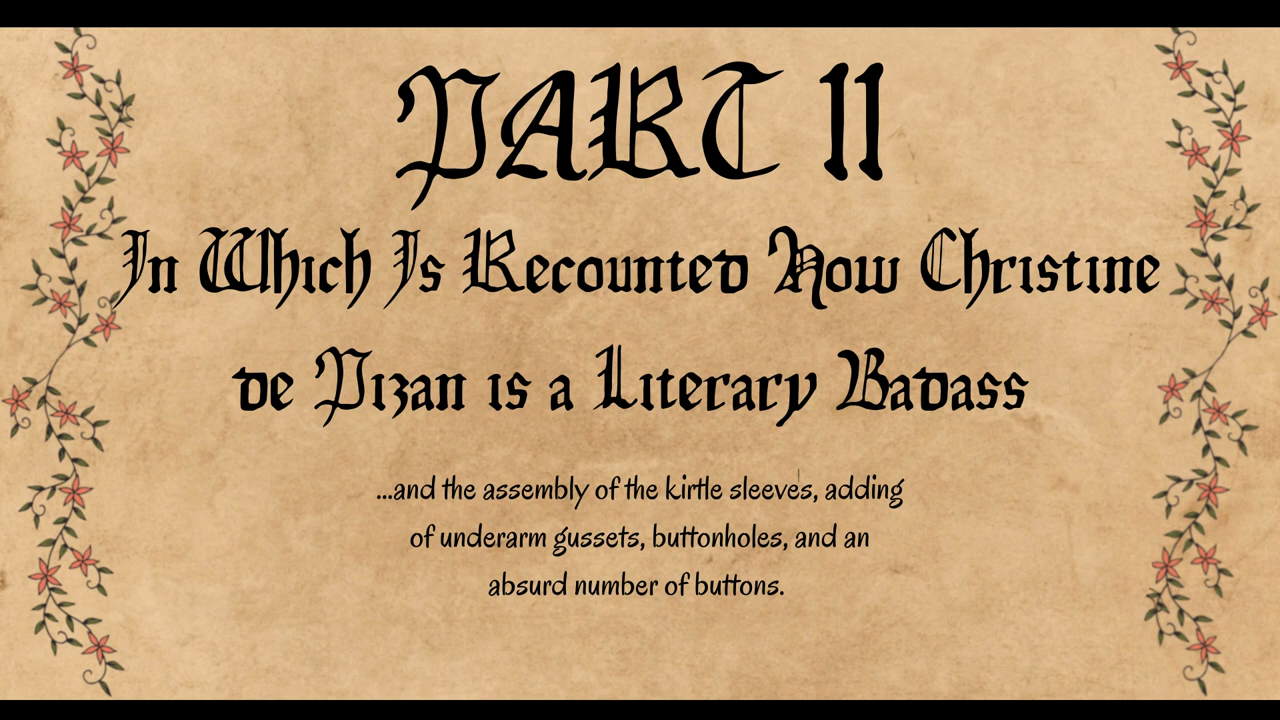 PART II
In Which Is Recounted How Christine
de Pizan is a Literary Badass
...and the assembly of the kirtle sleeves, adding
of underarm gussets, buttonholes, and an
absurd number of buttons.